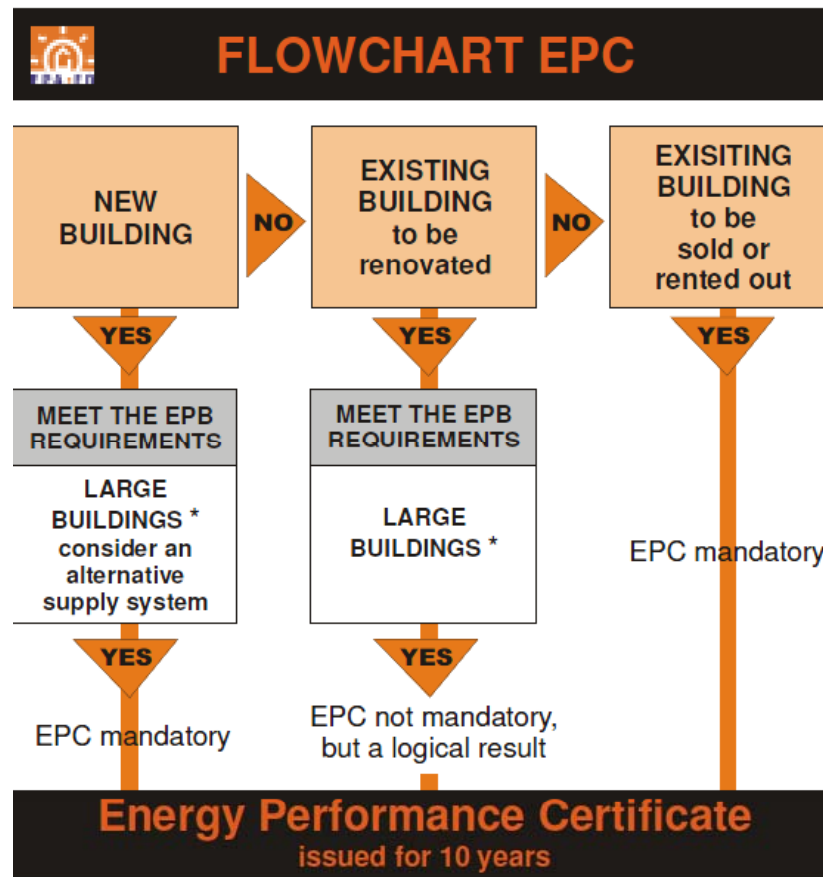 FLOWCHART EPC
NEW
BUILDING
NO
EXISTING
BUILDING
to be
renovated
NO
EXISITING
BUILDING
to be
sold or
rented out
YES
YES
YES
MEET THE EPB
REQUIREMENTS
MEET THE EPB
REQUIREMENTS
LARGE
BUILDINGS *
consider an
alternative
supply system
LARGE
BUILDINGS *
EPC mandatory
YES
YES
EPC mandatory
EPC not mandatory,
but a logical result
Energy Performance Certificate
issued for 10 years